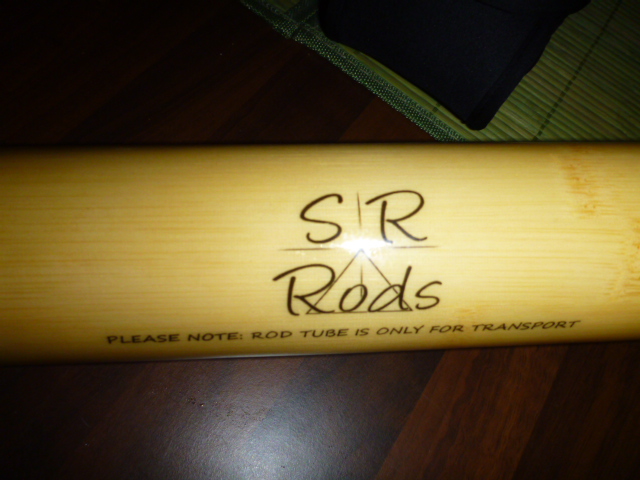 S R
Rods
PLEASE NOTE: ROD TUBE IS ONLY FOR TRANSPORT